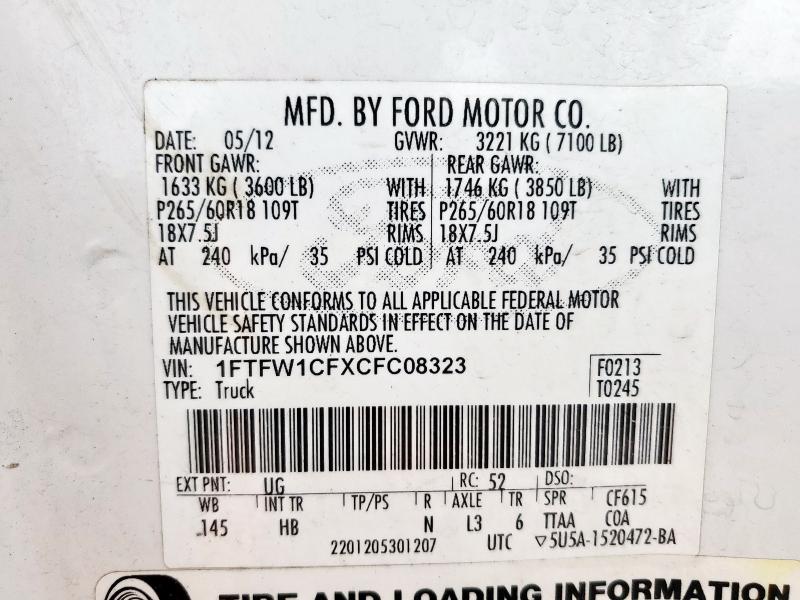 MFD. BY FORD MOTOR CO.
DATE: 05/12 GVWR: 3221 KG ( 7100 LB)
FRONT GAWR: REAR GAWR:
1633 KG ( 3600 LB) WITH 1746 KG ( 3850 LB) WITH
P265/60R18 109T TIRES P265/60R18 109T TIRES
18X7.5J RIMS 18X7.5J RIMS
AT 240 kPa/ 35 PSI COLD AT 240 kPa/ 35 PSI COLD
THIS VEHICLE CONFORMS TO ALL APPLICABLE FEDERAL MOTOR
VEHICLE SAFETY STANDARDS IN EFFECT ON THE DATE OF
MANUFACTURE SHOWN ABOVE.
VIN: 1FTFW1CFXCFC08323 F0213
TYPE: Truck T0245
EXT PNT: UG RC: 52 DSO:
WB INT TR TP/PS R AXLE TR SPR CF615
145 HB N L3 6 TTAA COA
2201205301207 UTC ▽5U5A-1520472-BA
TIRE AND LOADING INFORMATION